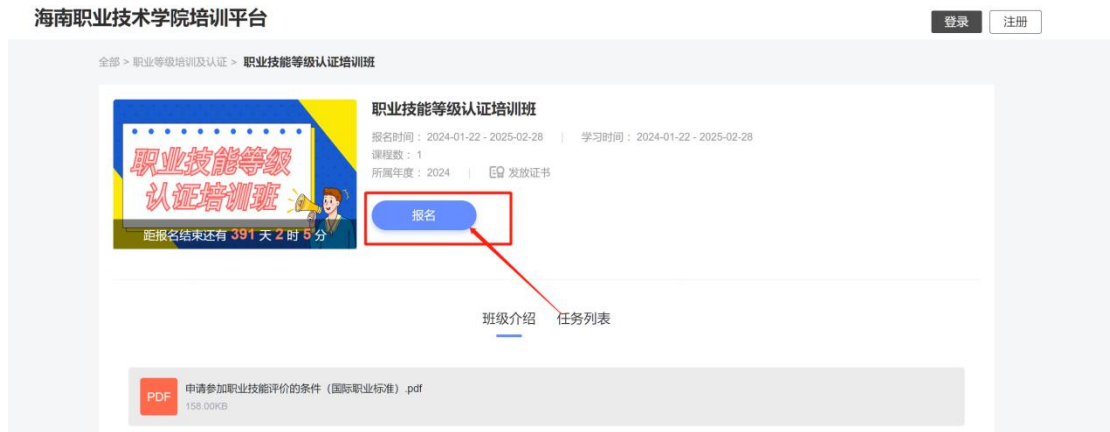 海南职业技术学院培训平台
登录 注册
全部 > 职业等级培训及认证 > 职业技能等级认证培训班
职业技能等级
认证培训班
距报名结束还有 391 天 2 时 5 分
职业技能等级认证培训班
报名时间： 2024-01-22 - 2025-02-28 | 学习时间： 2024-01-22 - 2025-02-28
课程数： 1
所属年度： 2024 | 发放证书
报名
班级介绍 任务列表
PDF
申请参加职业技能评价的条件（国际职业标准）.pdf
158.00KB